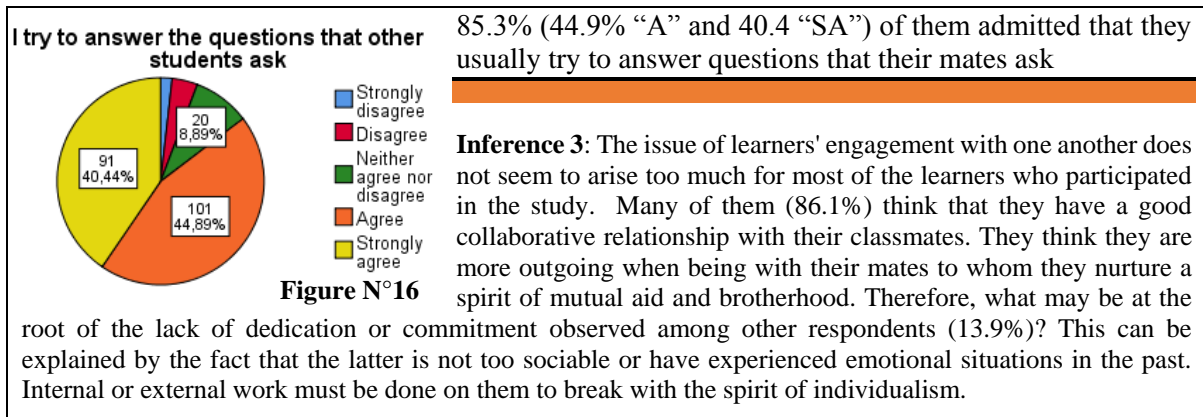 I try to answer the questions that other
students ask
20
8,89%
91
40,44%
101
44,89%
Strongly
disagree
Disagree
Neither
agree nor
disagree
Agree
Strongly
agree
Figure N°16
85.3% (44.9% “A” and 40.4 “SA”) of them admitted that they
usually try to answer questions that their mates ask
Inference 3: The issue of learners' engagement with one another does
not seem to arise too much for most of the learners who participated
in the study. Many of them (86.1%) think that they have a good
collaborative relationship with their classmates. They think they are
more outgoing when being with their mates to whom they nurture a
spirit of mutual aid and brotherhood. Therefore, what may be at the
root of the lack of dedication or commitment observed among other respondents (13.9%)? This can be
explained by the fact that the latter is not too sociable or have experienced emotional situations in the past.
Internal or external work must be done on them to break with the spirit of individualism.